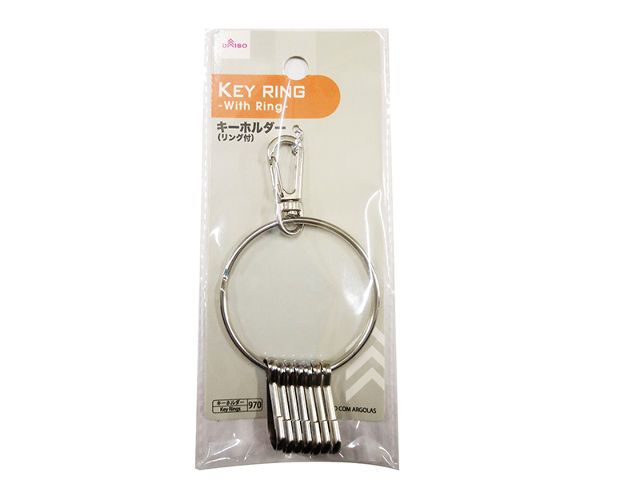 DAISO
KEY RING
-With Ring-
キーホルダー
(リング付)
キーホルダー
Key Rings
970
O COM ARGOLAS